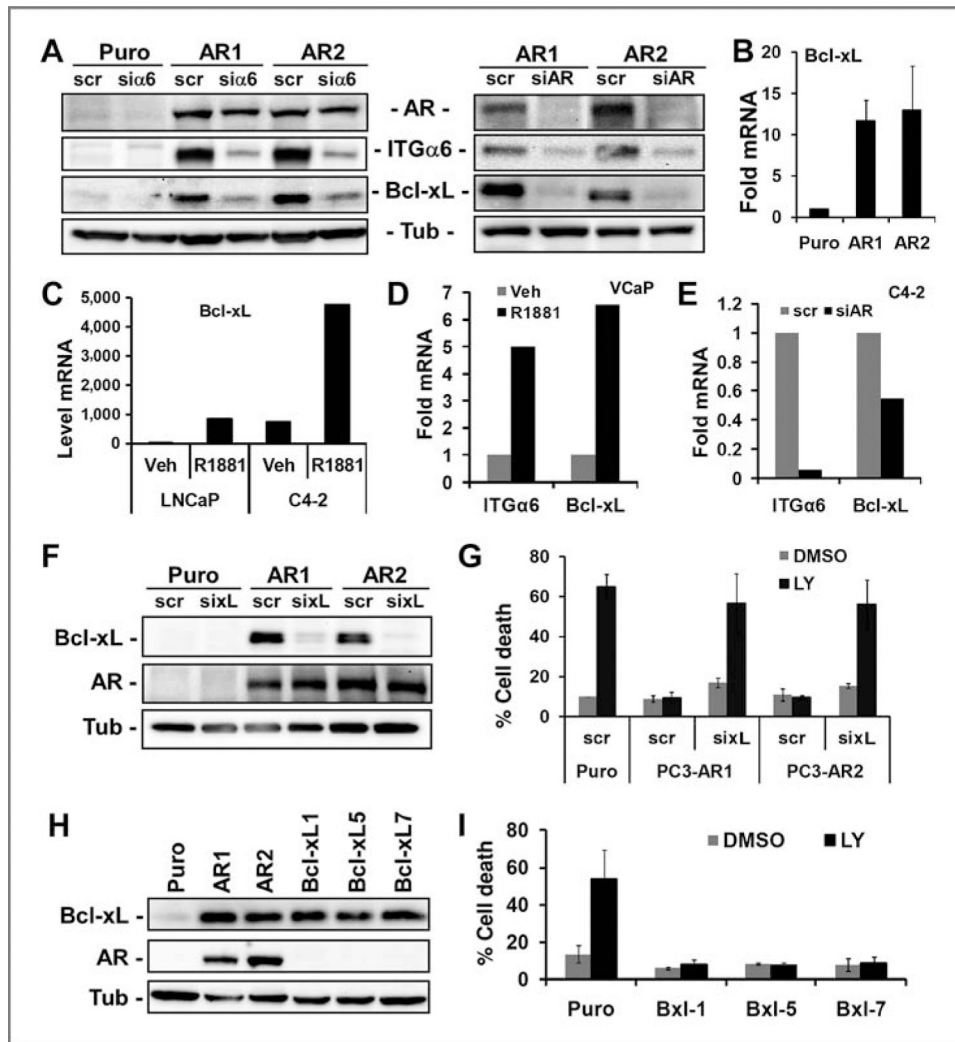 A
Puro AR1 AR2
scr siα6 scr siα6 scr siα6
AR1 AR2
scr siAR scr siAR
- AR -
- ITGα6 -
- Bcl-xL -
- Tub -
B
Bcl-xL
Fold mRNA
20
15
10
5
0
Puro AR1 AR2
C
Bcl-xL
Level mRNA
5,000
4,000
3,000
2,000
1,000
0
Veh R1881 Veh R1881
LNCaP C4-2
D
Veh
R1881
VCaP
Fold mRNA
7
6
5
4
3
2
1
0
ITGα6 Bcl-xL
E
C4-2
scr siAR
Fold mRNA
1.2
1
0.8
0.6
0.4
0.2
0
ITGα6 Bcl-xL
F
Puro AR1 AR2
scr sixL scr sixL scr sixL
Bcl-xL -
AR -
Tub -
G
DMSO
LY
% Cell death
80
60
40
20
0
scr scr sixL scr sixL
Puro PC3-AR1 PC3-AR2
H
Puro AR1 AR2 Bcl-xL1 Bcl-xL5 Bcl-xL7
Bcl-xL -
AR -
Tub -
I
DMSO LY
% Cell death
80
60
40
20
0
Puro Bxl-1 Bxl-5 Bxl-7